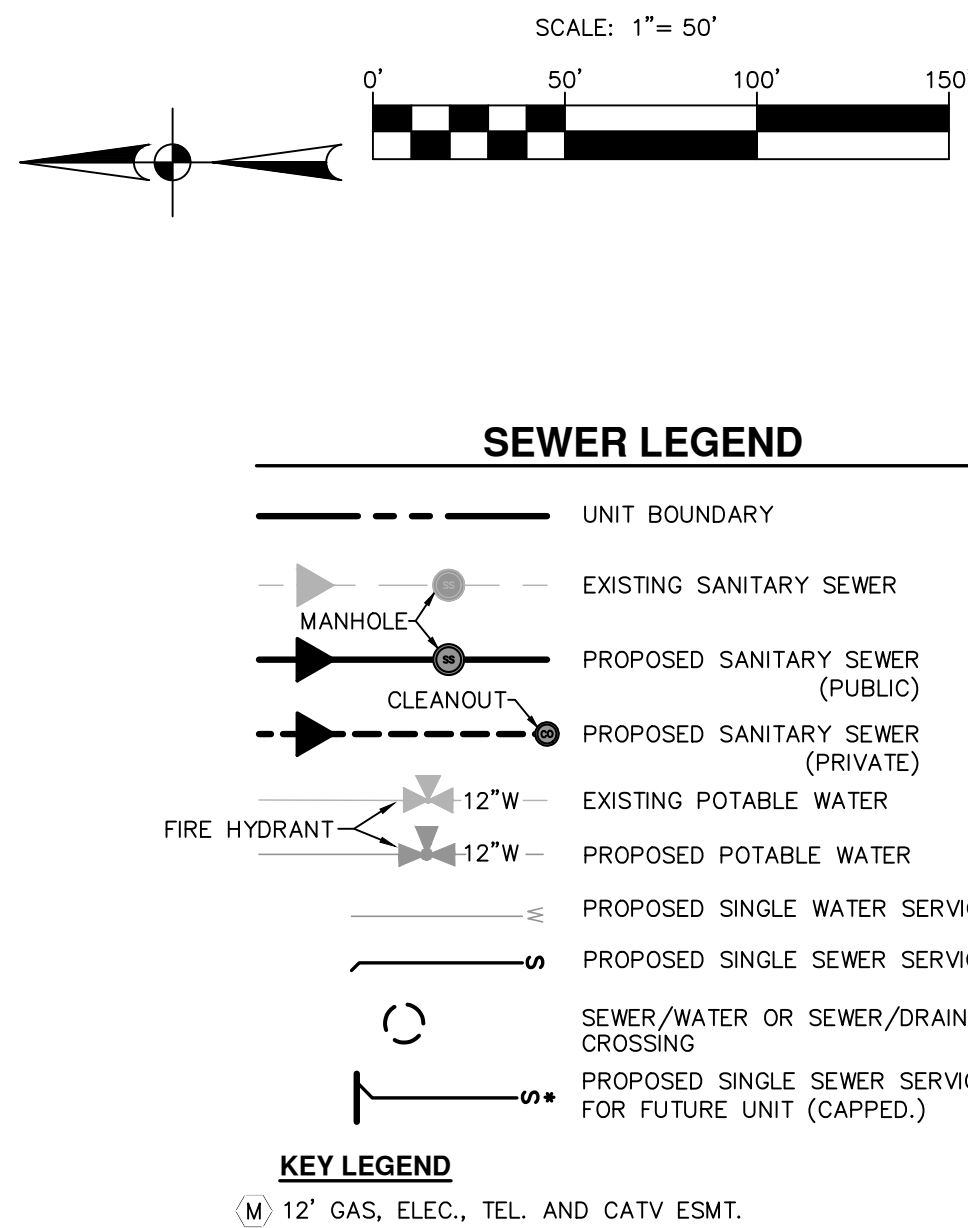 SCALE: 1"= 50'
0' 50' 100' 150'
SEWER LEGEND
UNIT BOUNDARY
SS EXISTING SANITARY SEWER
MANHOLE
SS PROPOSED SANITARY SEWER
(PUBLIC)
CLEANOUT
CO PROPOSED SANITARY SEWER
(PRIVATE)
12"W EXISTING POTABLE WATER
FIRE HYDRANT
12"W PROPOSED POTABLE WATER
W PROPOSED SINGLE WATER
S PROPOSED SINGLE SEWER
SEWER/WATER OR SEWER/DRAIN
CROSSING
S* PROPOSED SINGLE SEWER
FOR FUTURE UNIT (CAPPED.)
KEY LEGEND
M 12' GAS, ELEC., TEL. AND CATV ESMT.